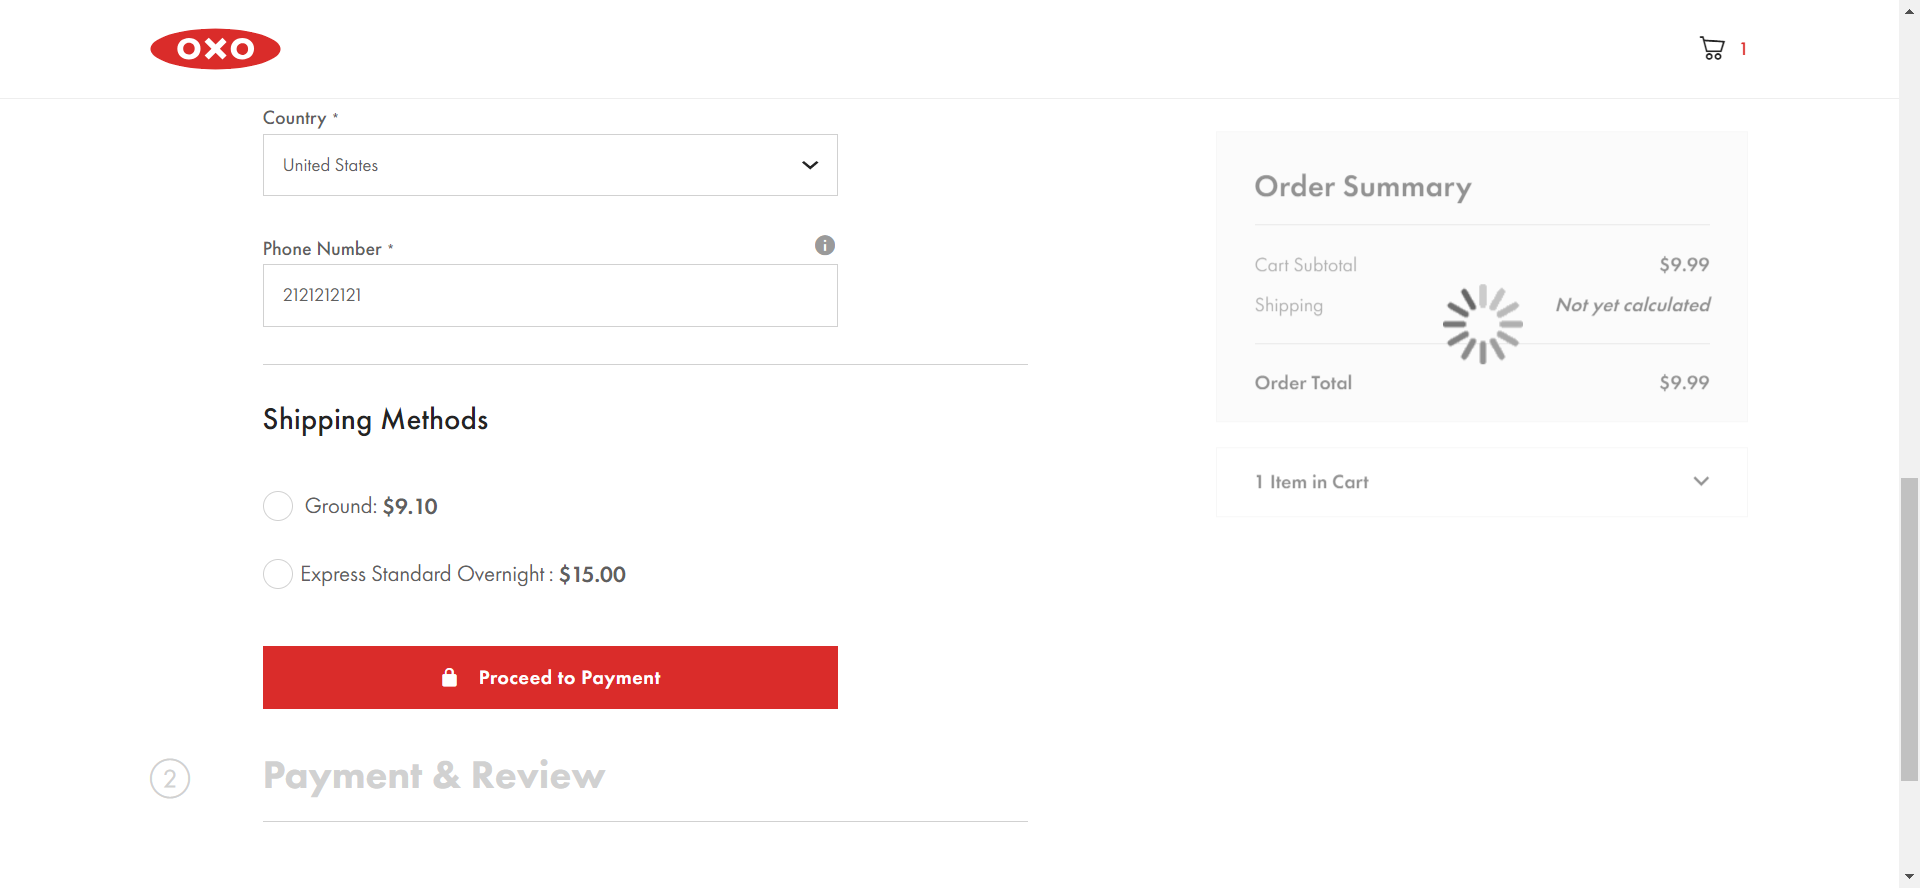 OXO
1
Country *
United States
Phone Number *
2121212121
Shipping Methods
Ground: $9.10
Express Standard Overnight : $15.00
Proceed to Payment
2 Payment & Review
Order Summary
Cart Subtotal $9.99
Shipping Not yet calculated
Order Total $9.99
1 Item in Cart